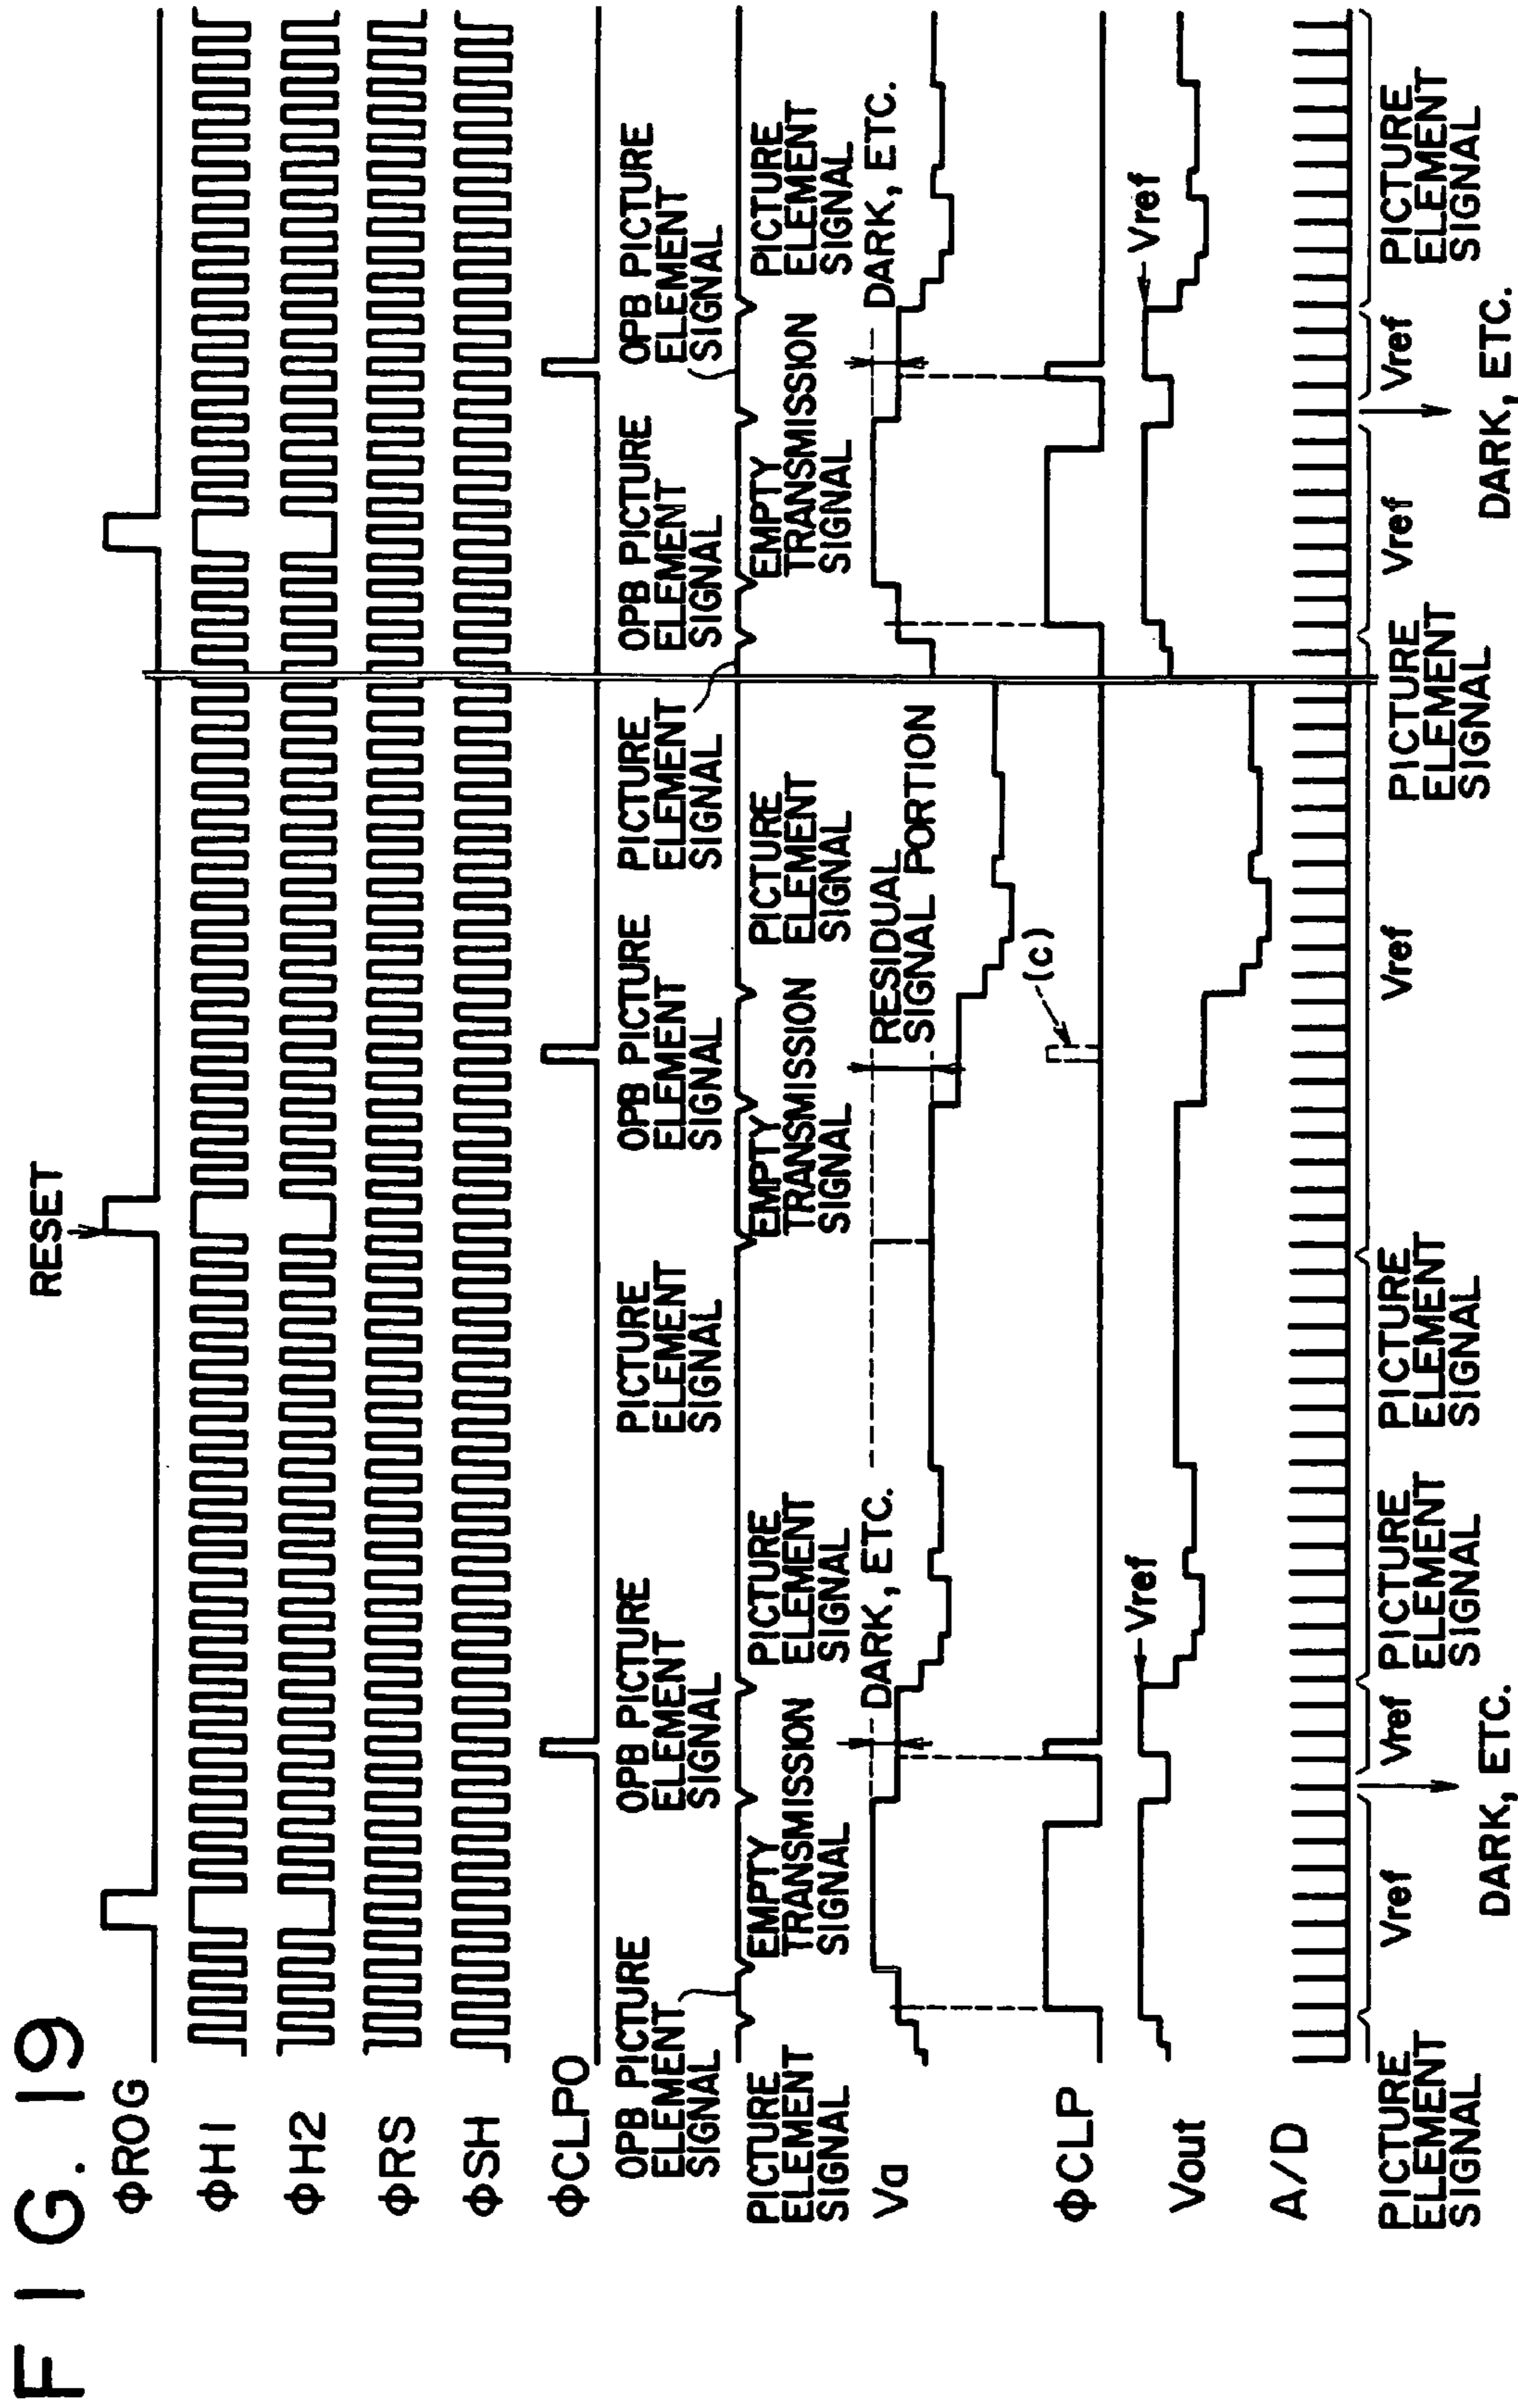 FIG. 19
RESET
ΦROG
ΦH1
ΦH2
ΦRS
ΦSH
ΦCLPO
OPB PICTURE
ELEMENT
SIGNAL
OPB PICTURE
ELEMENT
SIGNAL
PICTURE
ELEMENT
SIGNAL
OPB PICTURE
ELEMENT
SIGNAL
PICTURE
ELEMENT
SIGNAL
OPB PICTURE
ELEMENT
SIGNAL
OPB PICTURE
ELEMENT
SIGNAL
PICTURE
ELEMENT
SIGNAL
EMPTY
TRANSMISSION
SIGNAL
PICTURE
ELEMENT
SIGNAL
EMPTY
TRANSMISSION
SIGNAL
PICTURE
ELEMENT
SIGNAL
EMPTY
TRANSMISSION
SIGNAL
PICTURE
ELEMENT
SIGNAL
Va
DARK, ETC.
RESIDUAL
SIGNAL PORTION
DARK, ETC.
(c)
ΦCLP
Vref
Vref
Vout
A/D
PICTURE
ELEMENT
SIGNAL
Vref
Vref
PICTURE
ELEMENT
SIGNAL
PICTURE
ELEMENT
SIGNAL
Vref
PICTURE
ELEMENT
SIGNAL
Vref
Vref
PICTURE
ELEMENT
SIGNAL
DARK, ETC.
DARK, ETC.